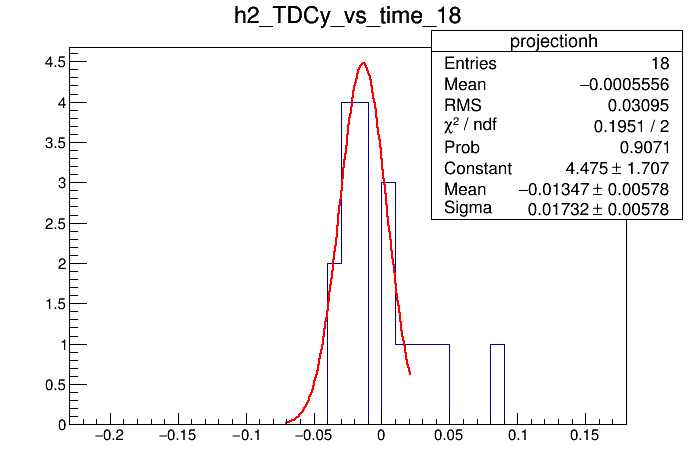 h2_TDCy_vs_time_18
projectionh
Entries 18
Mean −0.0005556
RMS 0.03095
χ² / ndf 0.1951 / 2
Prob 0.9071
Constant 4.475 ± 1.707
Mean −0.01347 ± 0.00578
Sigma 0.01732 ± 0.00578
4.5
4
3.5
3
2.5
2
1.5
1
0.5
0
−0.2 −0.15 −0.1 −0.05 0 0.05 0.1 0.15